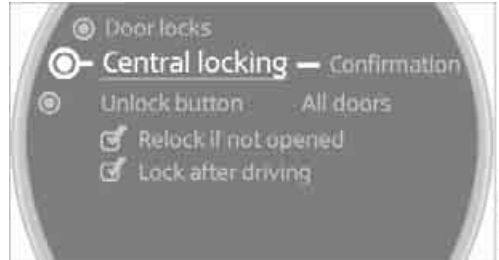 Door locks
Central locking – Confirmation
Unlock button All doors
Relock if not opened
Lock after driving